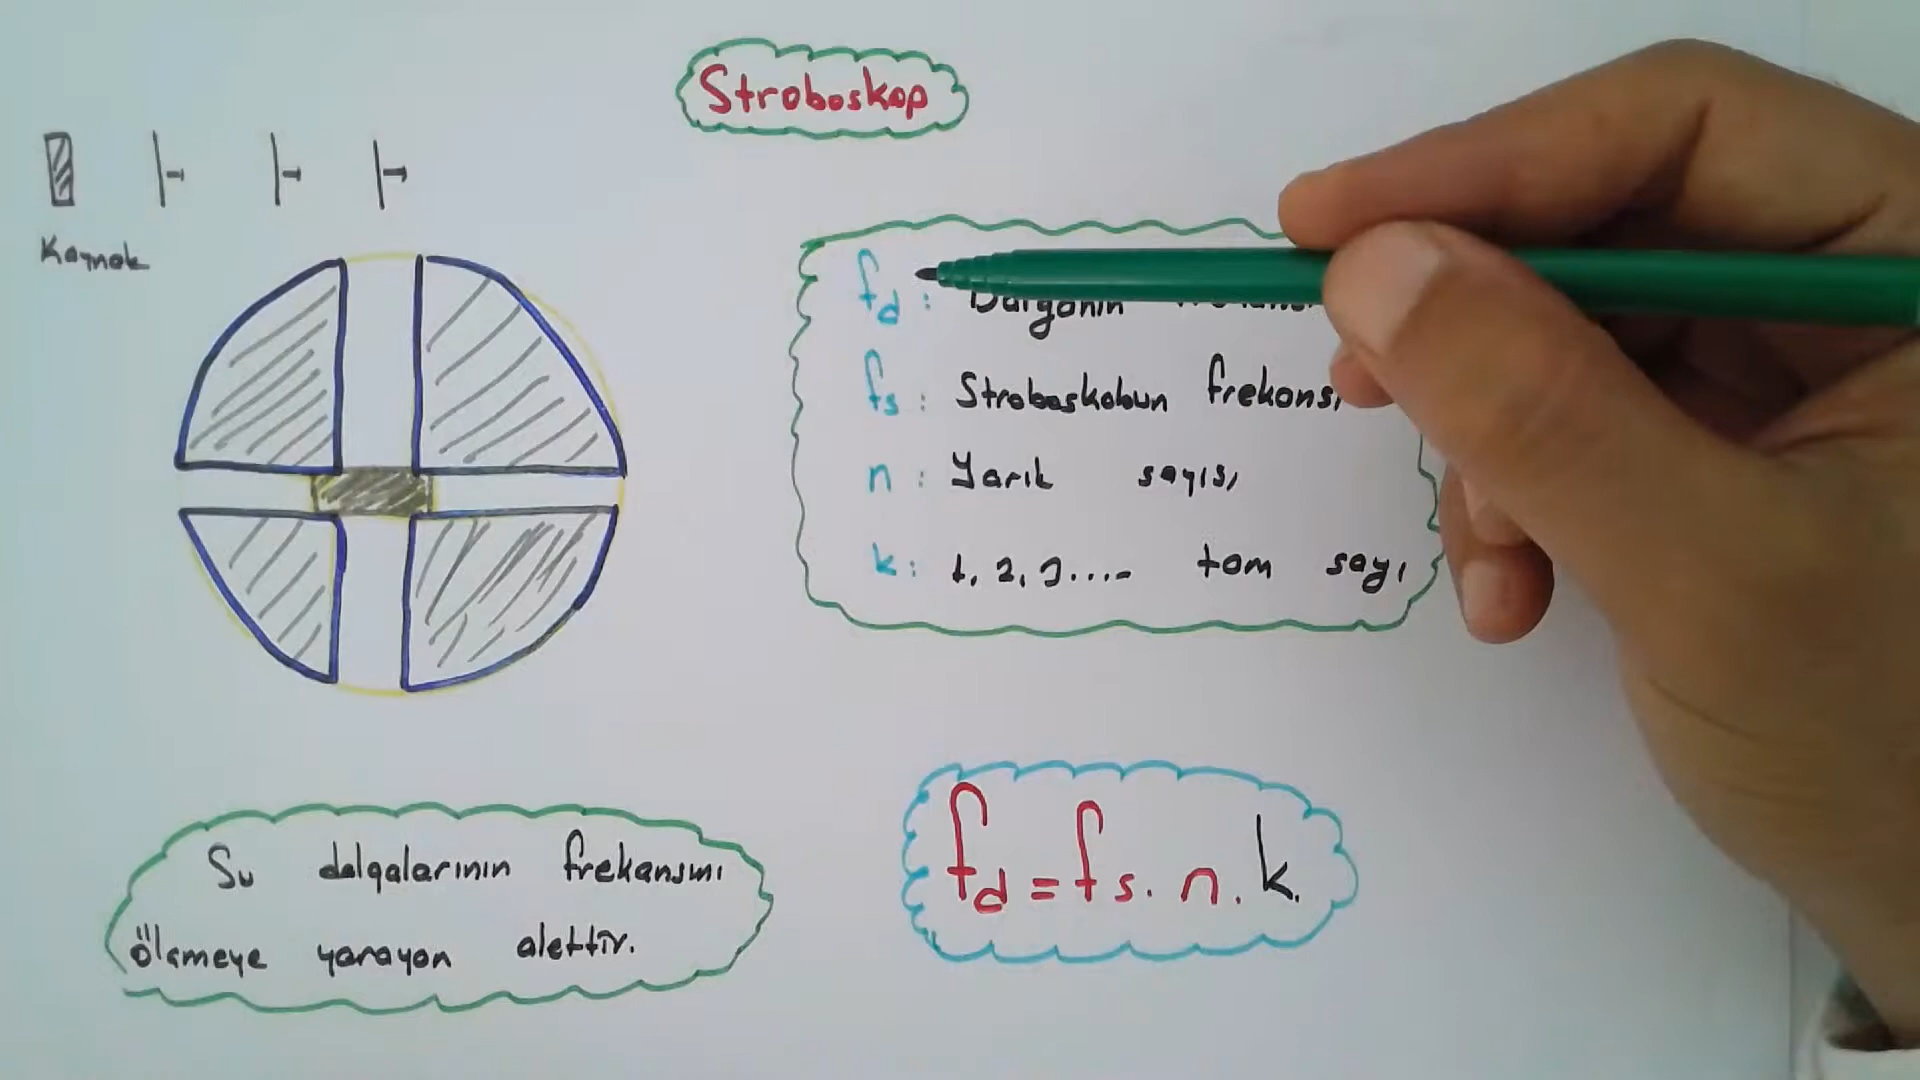 Stroboskop
Kaynak
fd: Dalganın
fs: Stroboskobun frekansı
n: Yarık sayısı
k: 1, 2, 3.... tam sayı
Su dalgalarının frekansını
ölçmeye yarayan alettir.
fd = fs. n. k.